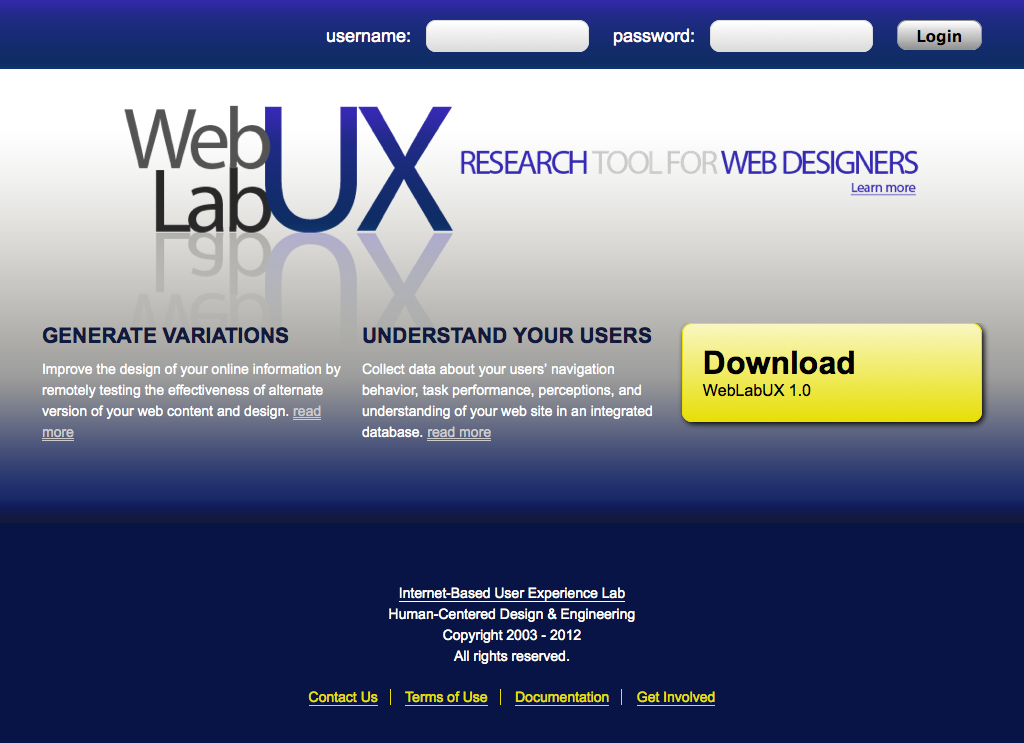 username:
password:
Login
Web
Lab
UX
RESEARCH TOOL FOR WEB DESIGNERS
Learn more
GENERATE VARIATIONS
Improve the design of your online information by
remotely testing the effectiveness of alternate
version of your web content and design. read
more
UNDERSTAND YOUR USERS
Collect data about your users' navigation
behavior, task performance, perceptions, and
understanding of your web site in an integrated
database. read more
Download
WebLabUX 1.0
Internet-Based User Experience Lab
Human-Centered Design & Engineering
Copyright 2003 - 2012
All rights reserved.
Contact Us | Terms of Use | Documentation | Get Involved